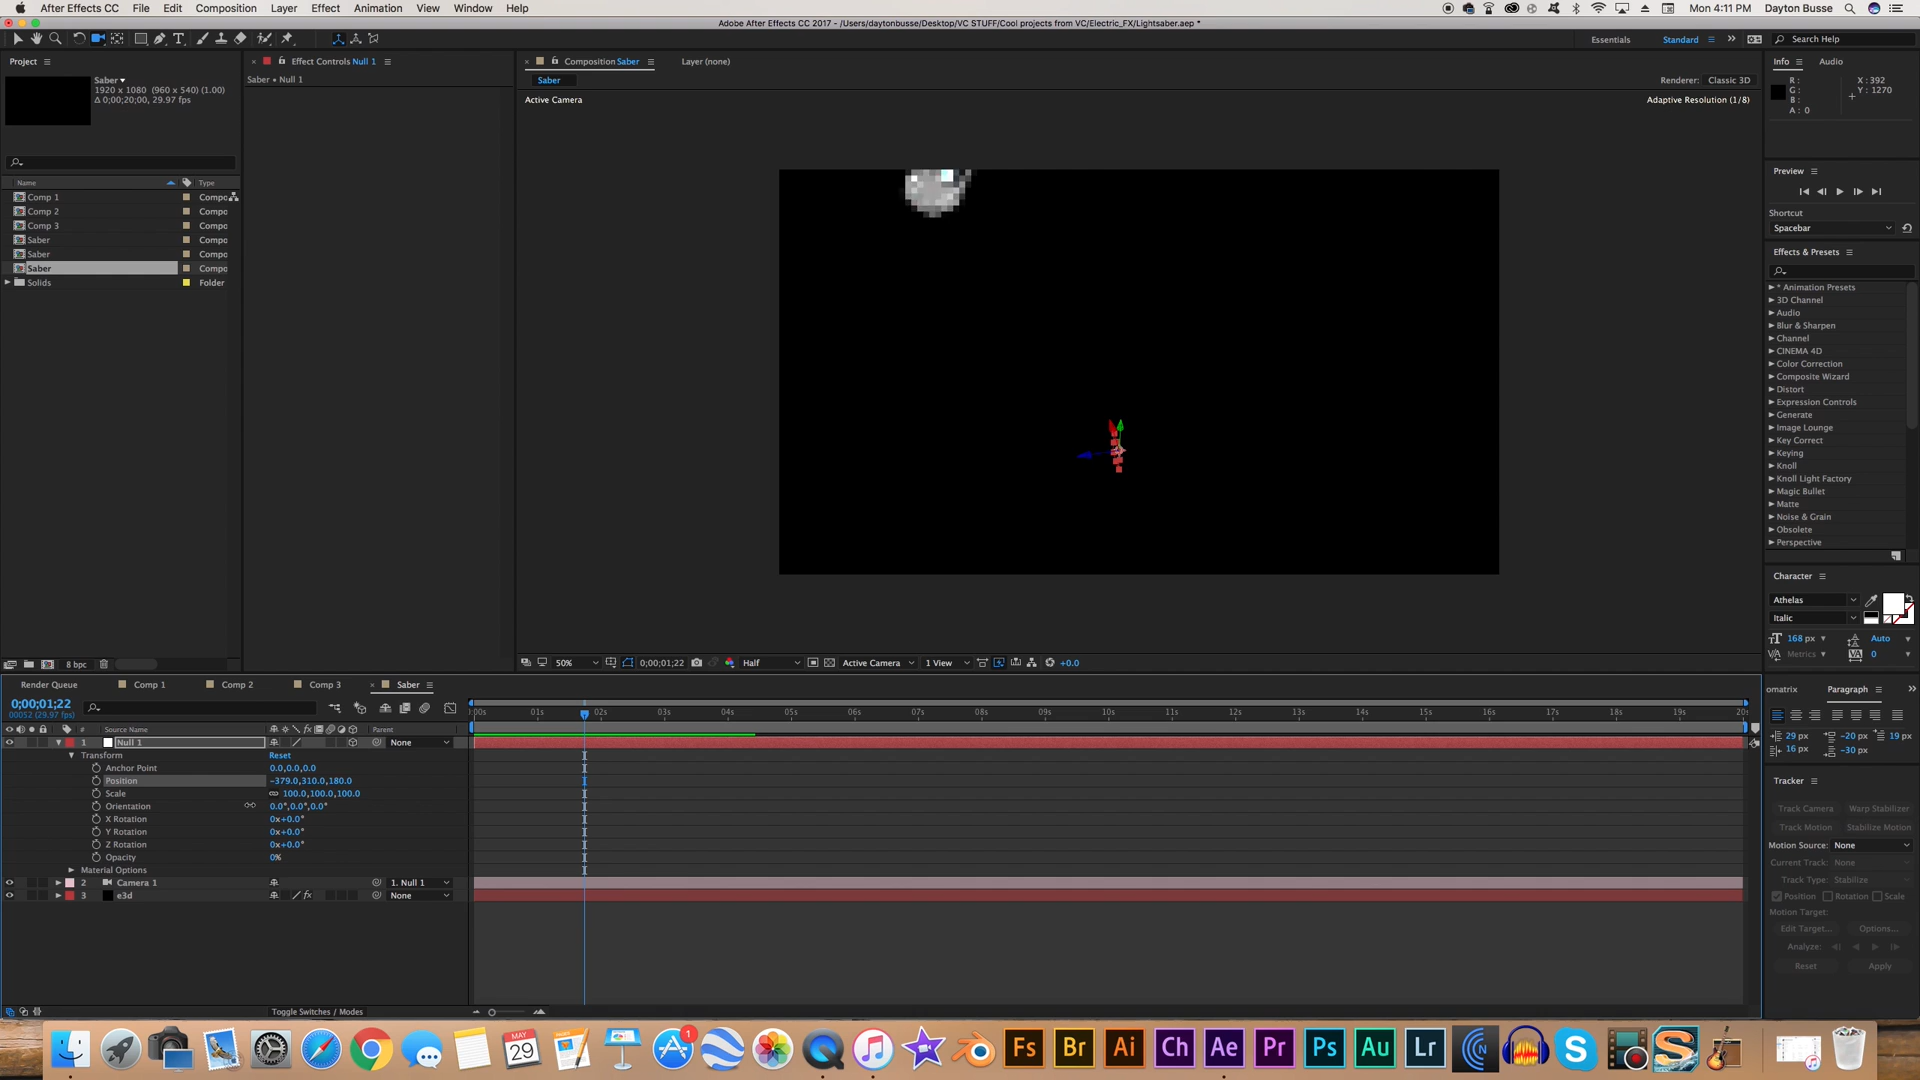 After Effects CC File Edit Composition Layer Effect Animation View Window Help
Mon 4:11 PM Dayton Busse
Adobe After Effects CC 2017 - /Users/daytonbusse/Desktop/VC STUFF/Cool projects from VC/Electric_FX/Lightsaber.aep *
Essentials Standard Search Help
Project
Saber
1920 x 1080 (960 x 540) (1.00)
Δ 0;00;20;00, 29.97 fps
Name Type
Comp 1 Compo
Comp 2 Compo
Comp 3 Compo
Saber Compo
Saber Compo
Saber Compo
Solids Folder
8 bpc
Effect Controls Null 1
Saber • Null 1
Composition Saber
Layer (none)
Saber
Renderer: Classic 3D
Active Camera
Adaptive Resolution (1/8)
50% 0;00;01;22 Half Active Camera 1 View +0.0
Info Audio
R : X : 392
G : Y : 1270
B :
A : 0
Preview
Shortcut
Spacebar
Effects & Presets
* Animation Presets
3D Channel
Audio
Blur & Sharpen
Channel
CINEMA 4D
Color Correction
Composite Wizard
Distort
Expression Controls
Generate
Image Lounge
Key Correct
Keying
Knoll
Knoll Light Factory
Magic Bullet
Matte
Noise & Grain
Obsolete
Perspective
Character
Athelas
Italic
168 px Auto
Metrics 0
omatrix Paragraph
29 px -20 px 19 px
16 px -30 px
Tracker
Track Camera Warp Stabilizer
Track Motion Stabilize Motion
Motion Source: None
Current Track: None
Track Type: Stabilize
Position Rotation Scale
Motion Target:
Edit Target... Options...
Analyze:
Reset Apply
Render Queue Comp 1 Comp 2 Comp 3 Saber
0;00;01;22
00052 (29.97 fps)
:00s 01s 02s 03s 04s 05s 06s 07s 08s 09s 10s 11s 12s 13s 14s 15s 16s 17s 18s 19s 20s
# Source Name Parent
1 Null 1 None
Transform Reset
Anchor Point 0.0,0.0,0.0
Position -379.0,310.0,180.0
Scale 100.0,100.0,100.0
Orientation 0.0°,0.0°,0.0°
X Rotation 0x+0.0°
Y Rotation 0x+0.0°
Z Rotation 0x+0.0°
Opacity 0%
Material Options
2 Camera 1 1. Null 1
3 e3d None
Toggle Switches / Modes
MAY
29
1
Fs Br Ai Ch Ae Pr Ps Au Lr